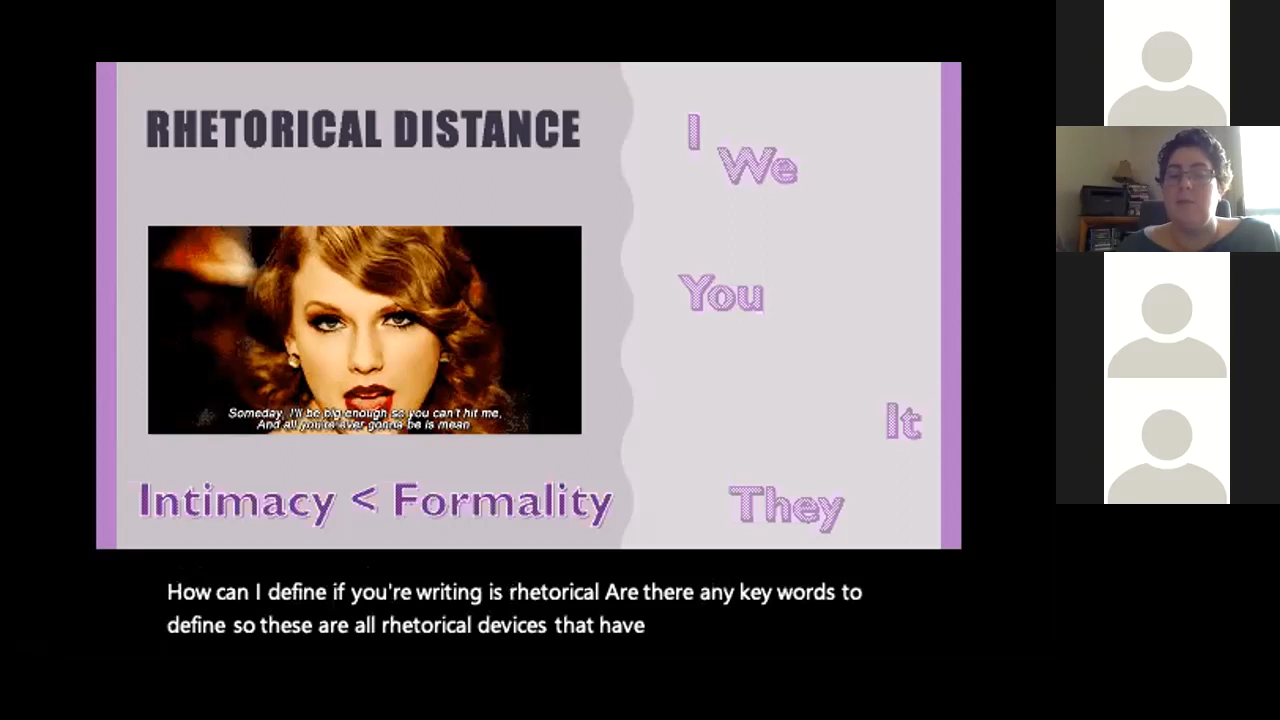 RHETORICAL DISTANCE
Someday, I'll be big enough so you can't hit me,
And all you're ever gonna be is mean
Intimacy < Formality
I
We
You
It
They
How can I define if you're writing is rhetorical Are there any key words to
define so these are all rhetorical devices that have